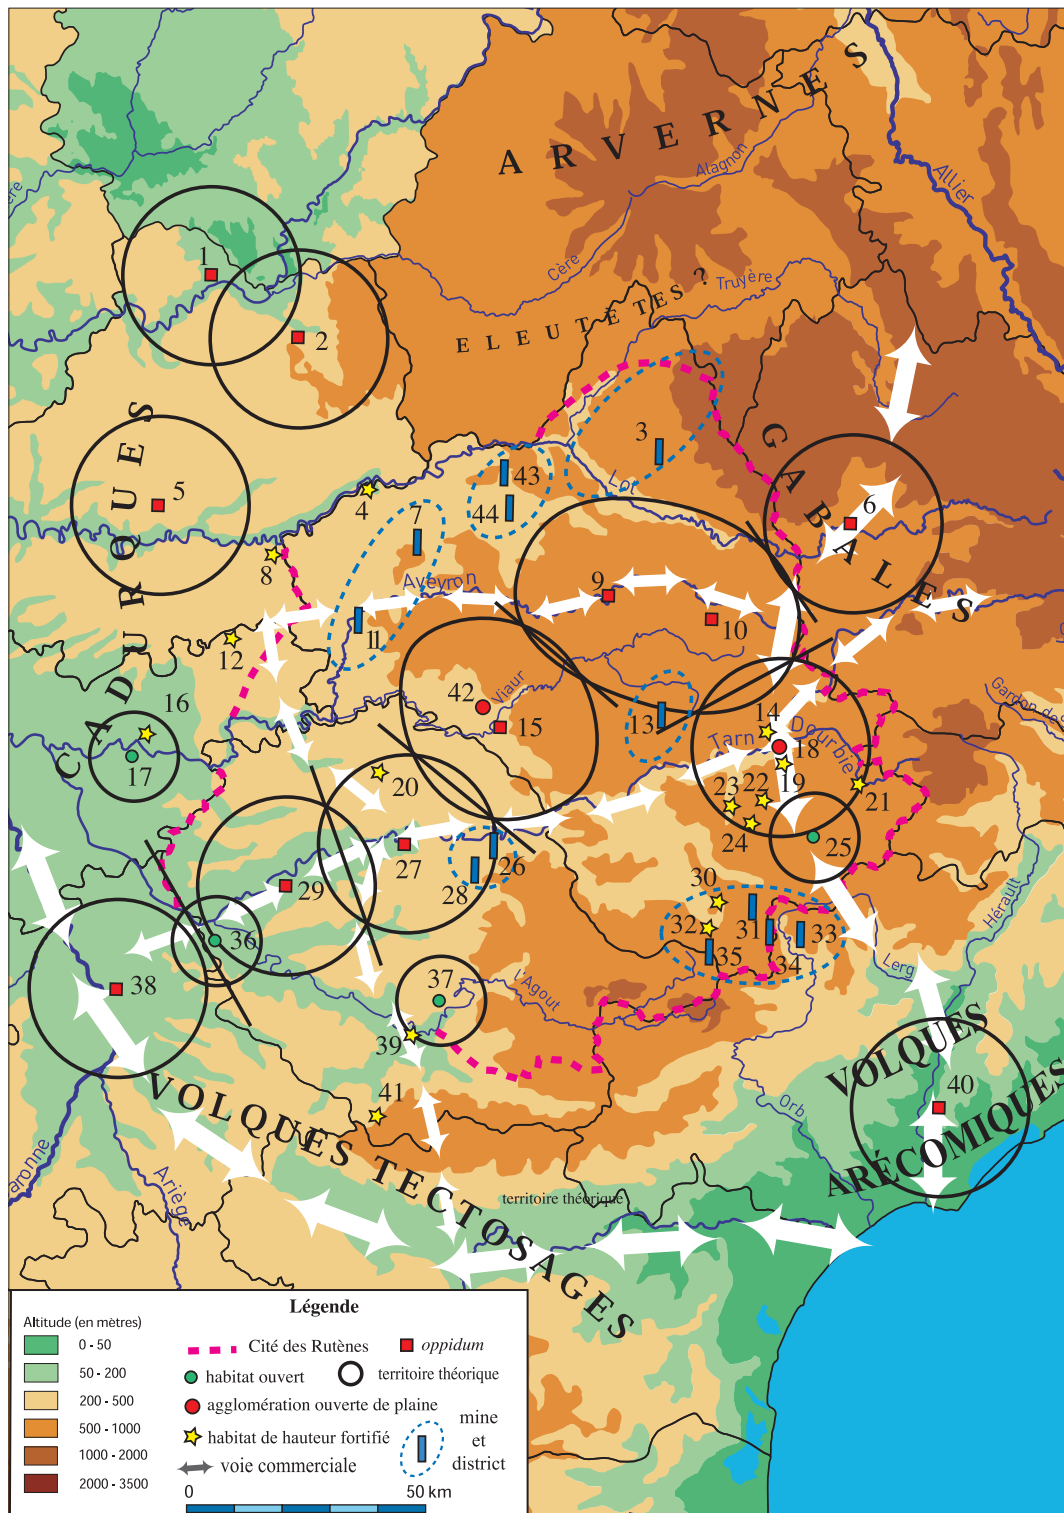 ARVERNES
Alagnon
Allier
ère
1
Cère
Truyère
ELEUTÈTES ?
2
CADURQUES
GABALES
3
43
Lot
5
4
44
7
6
8
Aveyron
9
11
10
12
Viaur
42
16
15
13
14
Gardon de S
Tarn
Dourbie
17
18
20
19
23
22
21
24
25
27
26
28
29
30
32
31
33
35
34
36
Hérault
Lerg
37
l'Agout
38
39
VOLQUES
ARÉCOMIQUES
40
41
Orb
VOLQUES TECTOSAGES
aronne
Ariège
territoire théorique
Légende
Altitude (en mètres)
0 - 50
50 - 200
200 - 500
500 - 1000
1000 - 2000
2000 - 3500
Cité des Rutènes
oppidum
habitat ouvert
territoire théorique
agglomération ouverte de plaine
habitat de hauteur fortifié
mine
et
district
voie commerciale
0
50 km